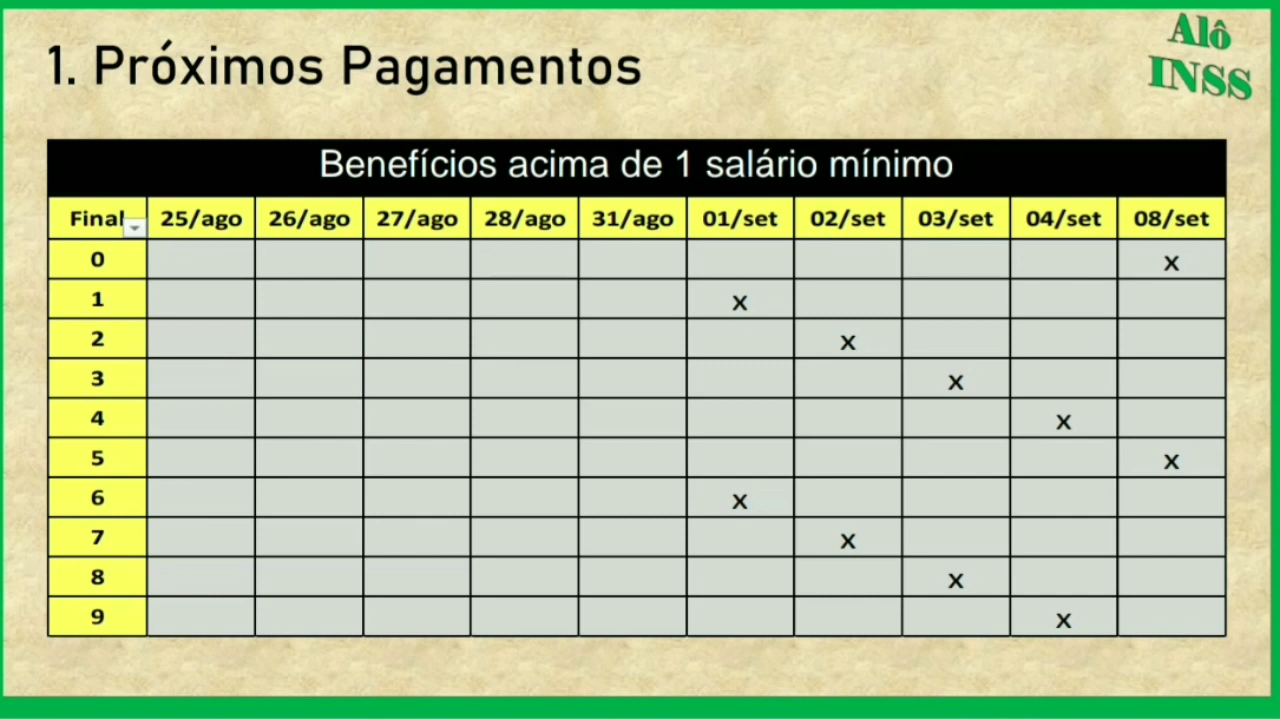 1. Próximos Pagamentos
Alô
INSS
Benefícios acima de 1 salário mínimo
Final 25/ago 26/ago 27/ago 28/ago 31/ago 01/set 02/set 03/set 04/set 08/set
0 x
1 x
2 x
3 x
4 x
5 x
6 x
7 x
8 x
9 x